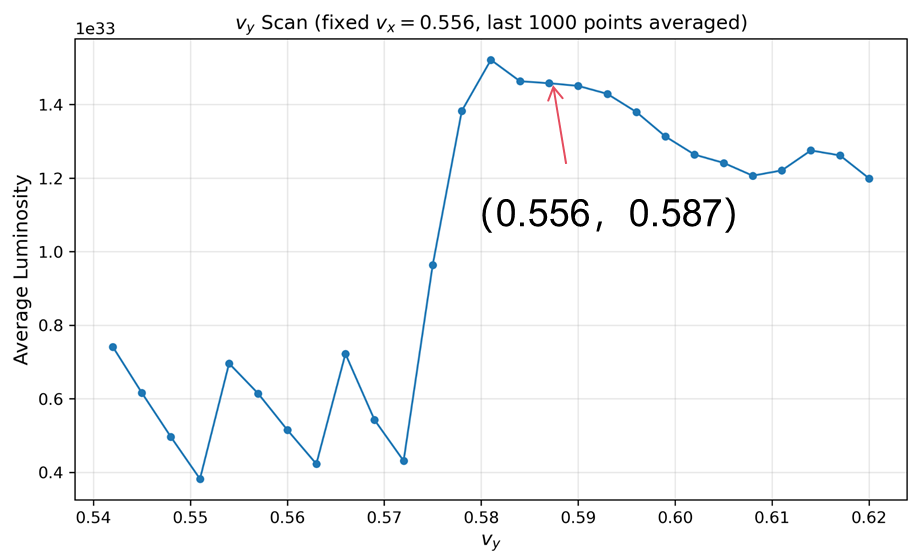 v_y Scan (fixed v_x = 0.556, last 1000 points averaged)
1e33
1.4
1.2
1.0
0.8
0.6
0.4
Average Luminosity
(0.556, 0.587)
0.54 0.55 0.56 0.57 0.58 0.59 0.60 0.61 0.62
v_y